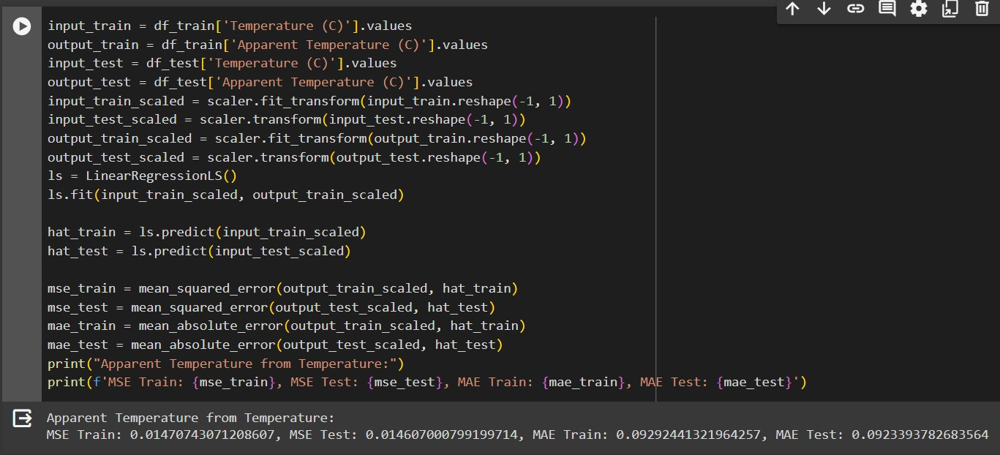 input_train = df_train['Temperature (C)'].values
output_train = df_train['Apparent Temperature (C)'].values
input_test = df_test['Temperature (C)'].values
output_test = df_test['Apparent Temperature (C)'].values
input_train_scaled = scaler.fit_transform(input_train.reshape(-1, 1))
input_test_scaled = scaler.transform(input_test.reshape(-1, 1))
output_train_scaled = scaler.fit_transform(output_train.reshape(-1, 1))
output_test_scaled = scaler.transform(output_test.reshape(-1, 1))
ls = LinearRegressionLS()
ls.fit(input_train_scaled, output_train_scaled)
hat_train = ls.predict(input_train_scaled)
hat_test = ls.predict(input_test_scaled)
mse_train = mean_squared_error(output_train_scaled, hat_train)
mse_test = mean_squared_error(output_test_scaled, hat_test)
mae_train = mean_absolute_error(output_train_scaled, hat_train)
mae_test = mean_absolute_error(output_test_scaled, hat_test)
print("Apparent Temperature from Temperature:")
print(f'MSE Train: {mse_train}, MSE Test: {mse_test}, MAE Train: {mae_train}, MAE Test: {mae_test}')
Apparent Temperature from Temperature:
MSE Train: 0.01470743071208607, MSE Test: 0.014607000799199714, MAE Train: 0.09292441321964257, MAE Test: 0.0923393782683564